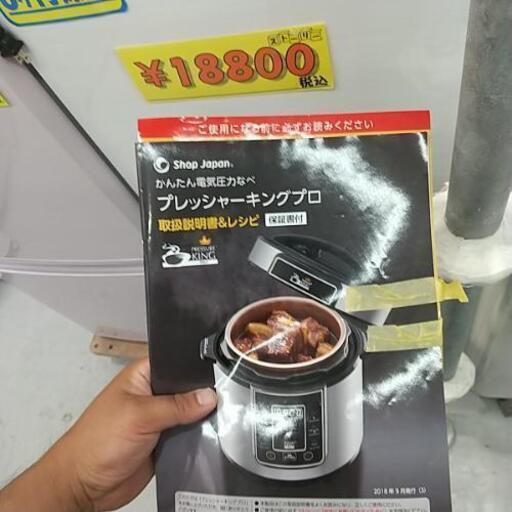 ストーリー
¥18800
税込
ご使用になる前に必ずお読みください
Shop Japan
かんたん電気圧力なべ
プレッシャーキングプロ
取扱説明書&レシピ 保証書付
PRESSURE
KING
2018年9月発行